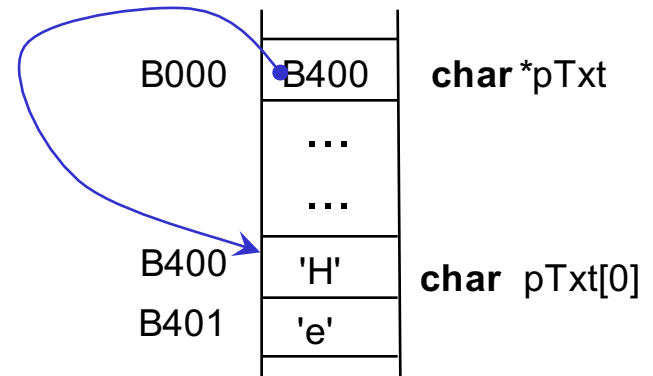 B000 B400 char *pTxt
...
...
B400 'H' char pTxt[0]
B401 'e'